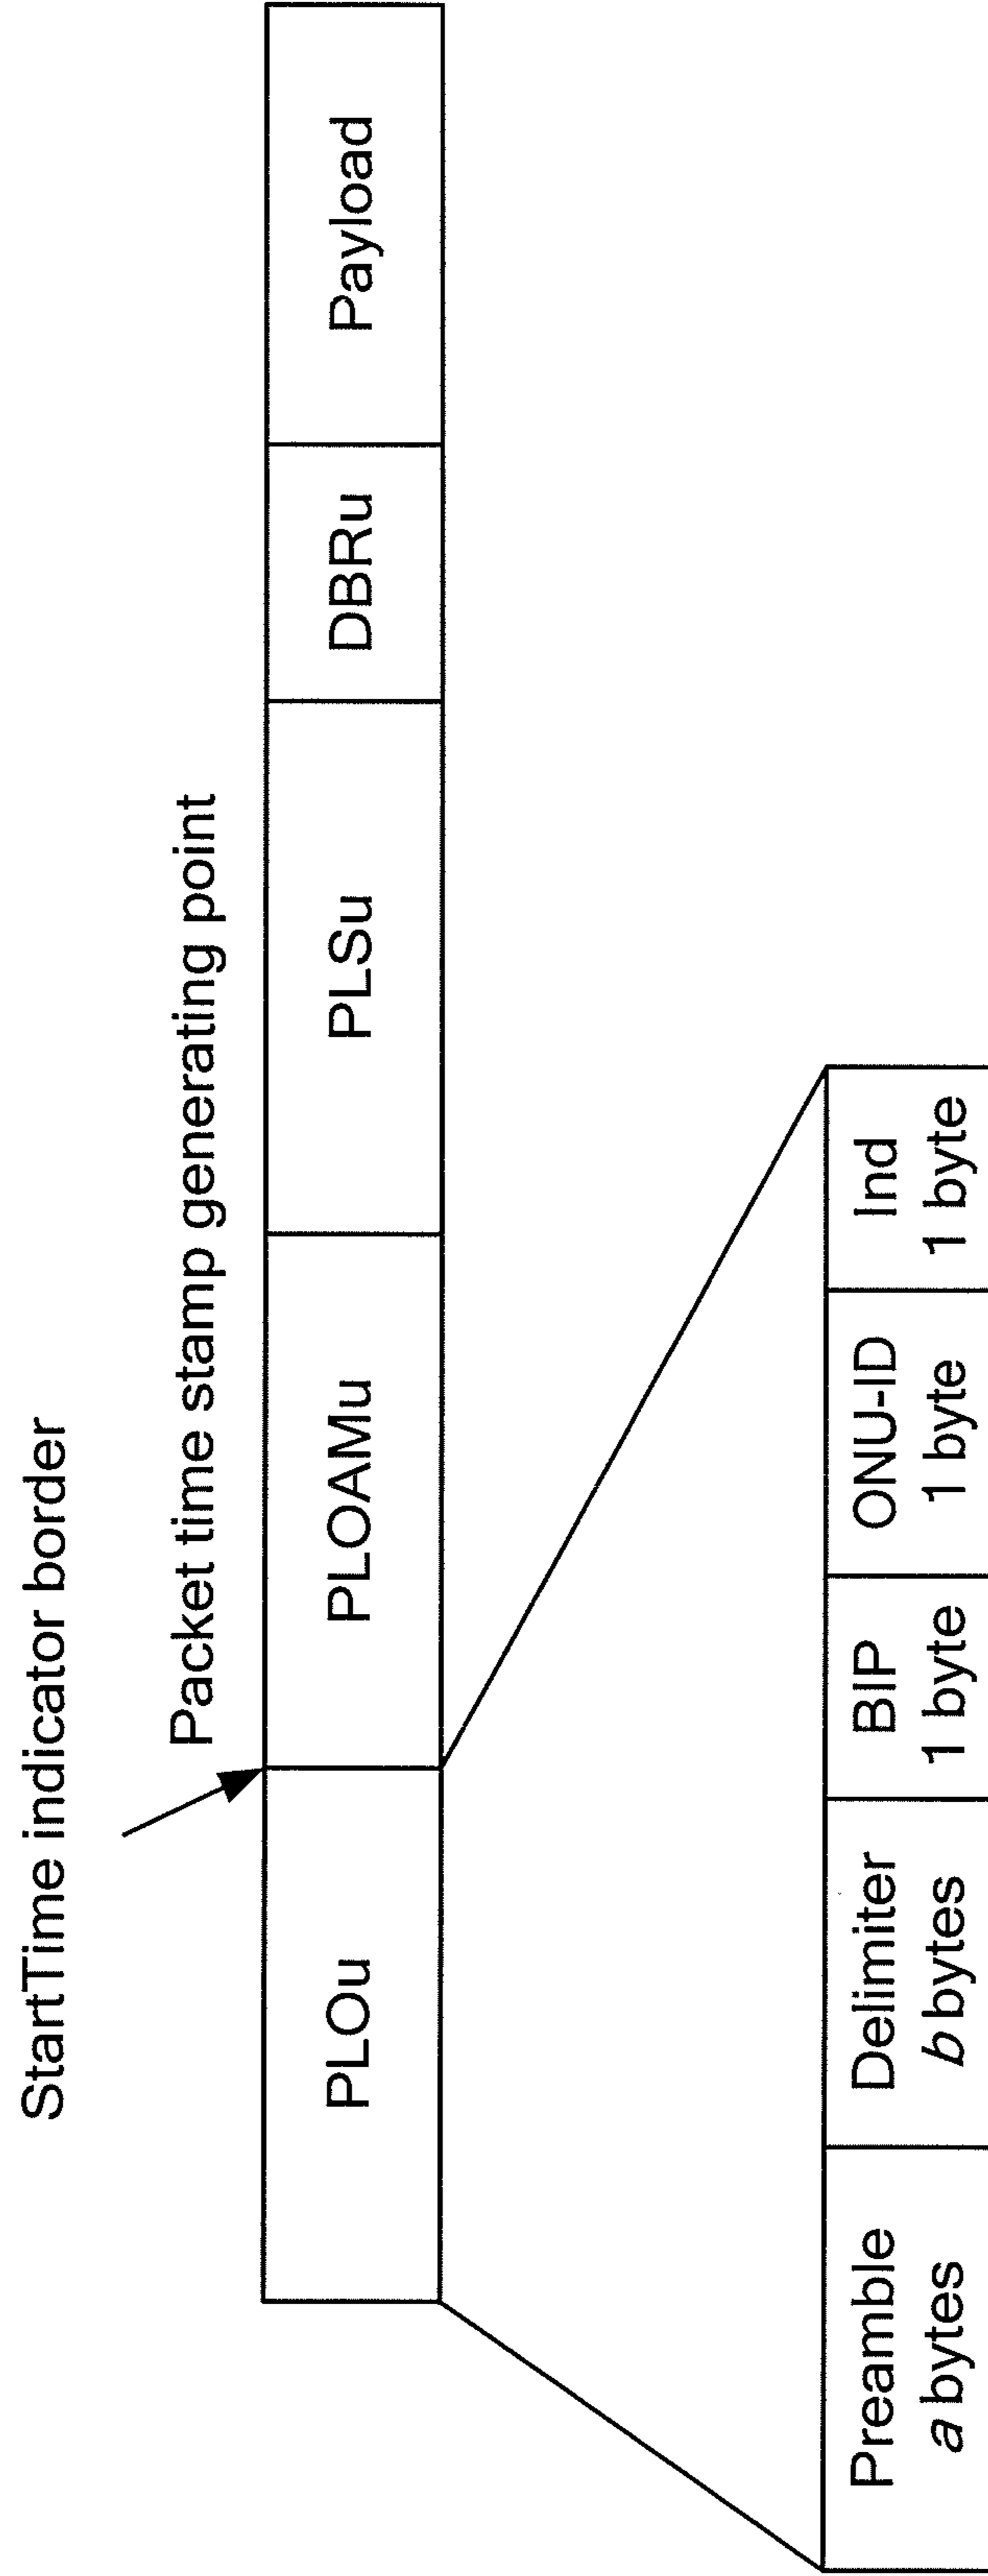 StartTime indicator border
Packet time stamp generating point
PLOu
PLOAMu
PLSu
DBRu
Payload
Preamble
a bytes
Delimiter
b bytes
BIP
1 byte
ONU-ID
1 byte
Ind
1 byte